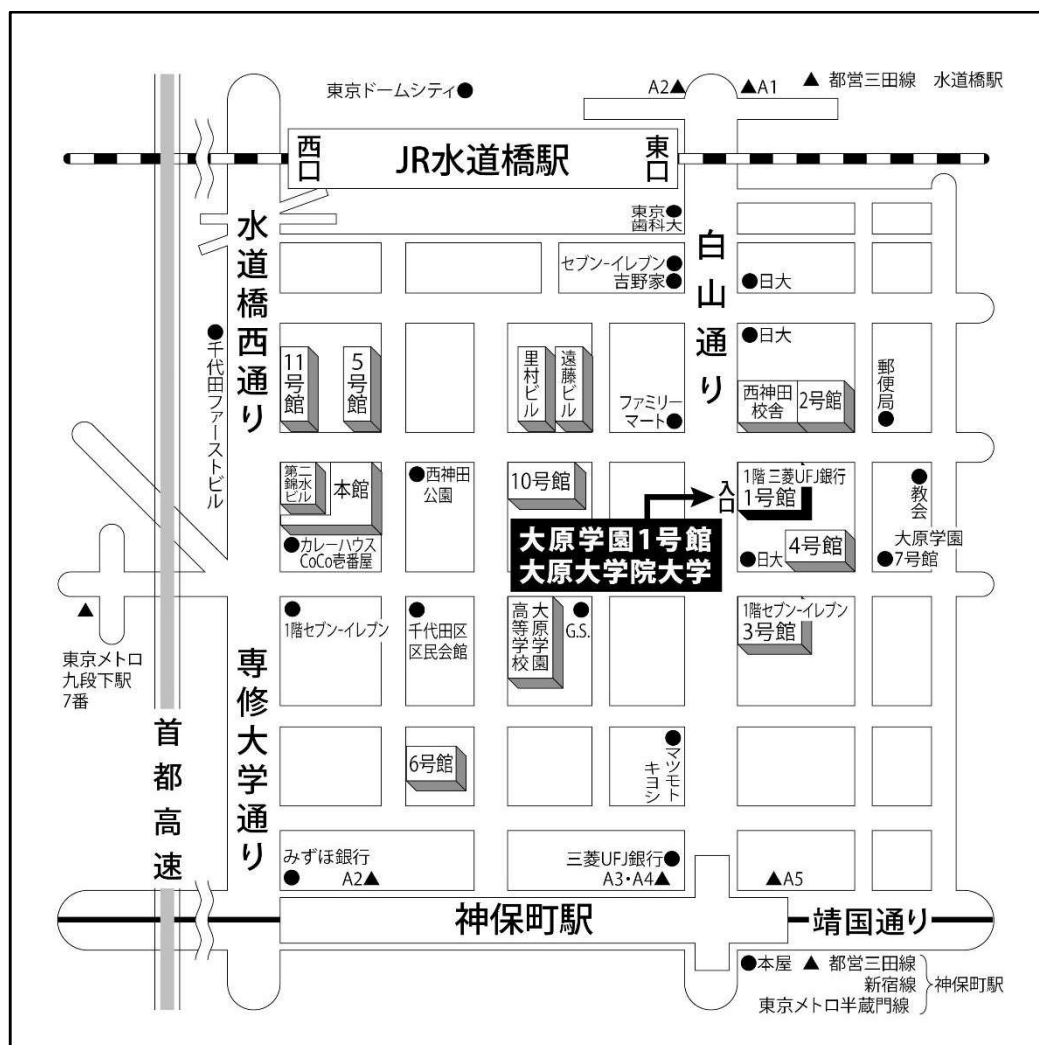 東京ドームシティ●
A2▲
▲A1
▲ 都営三田線 水道橋駅
西口
JR水道橋駅
東口
水道橋西通り
東京
歯科大
白山通り
セブン-イレブン
吉野家
日大
千代田ファーストビル
11号館
5号館
里村ビル
遠藤ビル
ファミリー
マート
日大
西神田
校舎
2号館
郵便局
第二
錦水
ビル
本館
西神田
公園
10号館
入口
1階 三菱UFJ銀行
1号館
教会
カレーハウス
CoCo壱番屋
大原学園1号館
大原大学院大学
日大
4号館
大原学園
7号館
1階セブン-イレブン
千代田区
区民会館
大原学園
高等学校
G.S.
1階セブン-イレブン
3号館
東京メトロ
九段下駅
7番
首都高速
専修大学通り
6号館
マツモト
キヨシ
みずほ銀行
A2▲
三菱UFJ銀行
A3・A4▲
▲A5
神保町駅
靖国通り
●本屋 ▲ 都営三田線
新宿線
東京メトロ半蔵門線
神保町駅